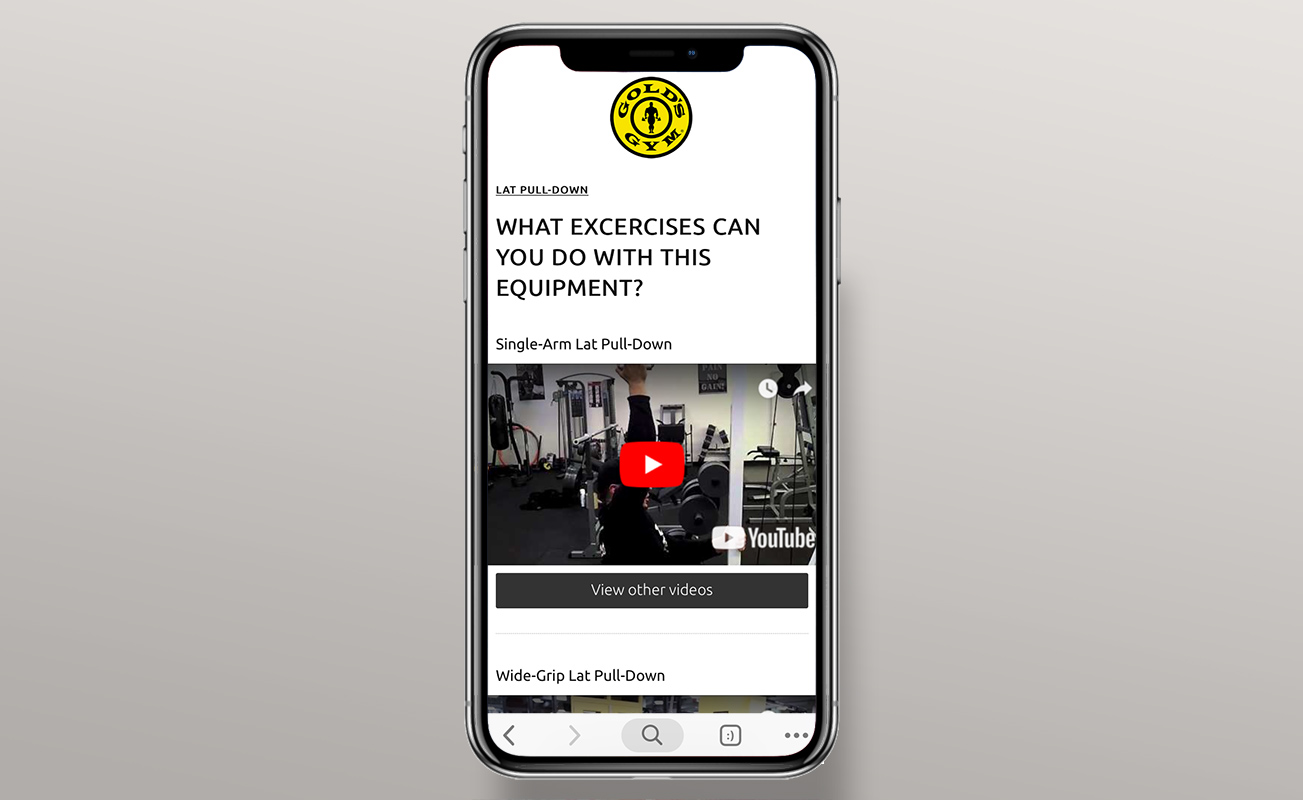 GOLD'S
GYM
LAT PULL-DOWN
WHAT EXCERCISES CAN
YOU DO WITH THIS
EQUIPMENT?
Single-Arm Lat Pull-Down
PAIN
NO
GAIN!
YouTube
View other videos
Wide-Grip Lat Pull-Down
:)